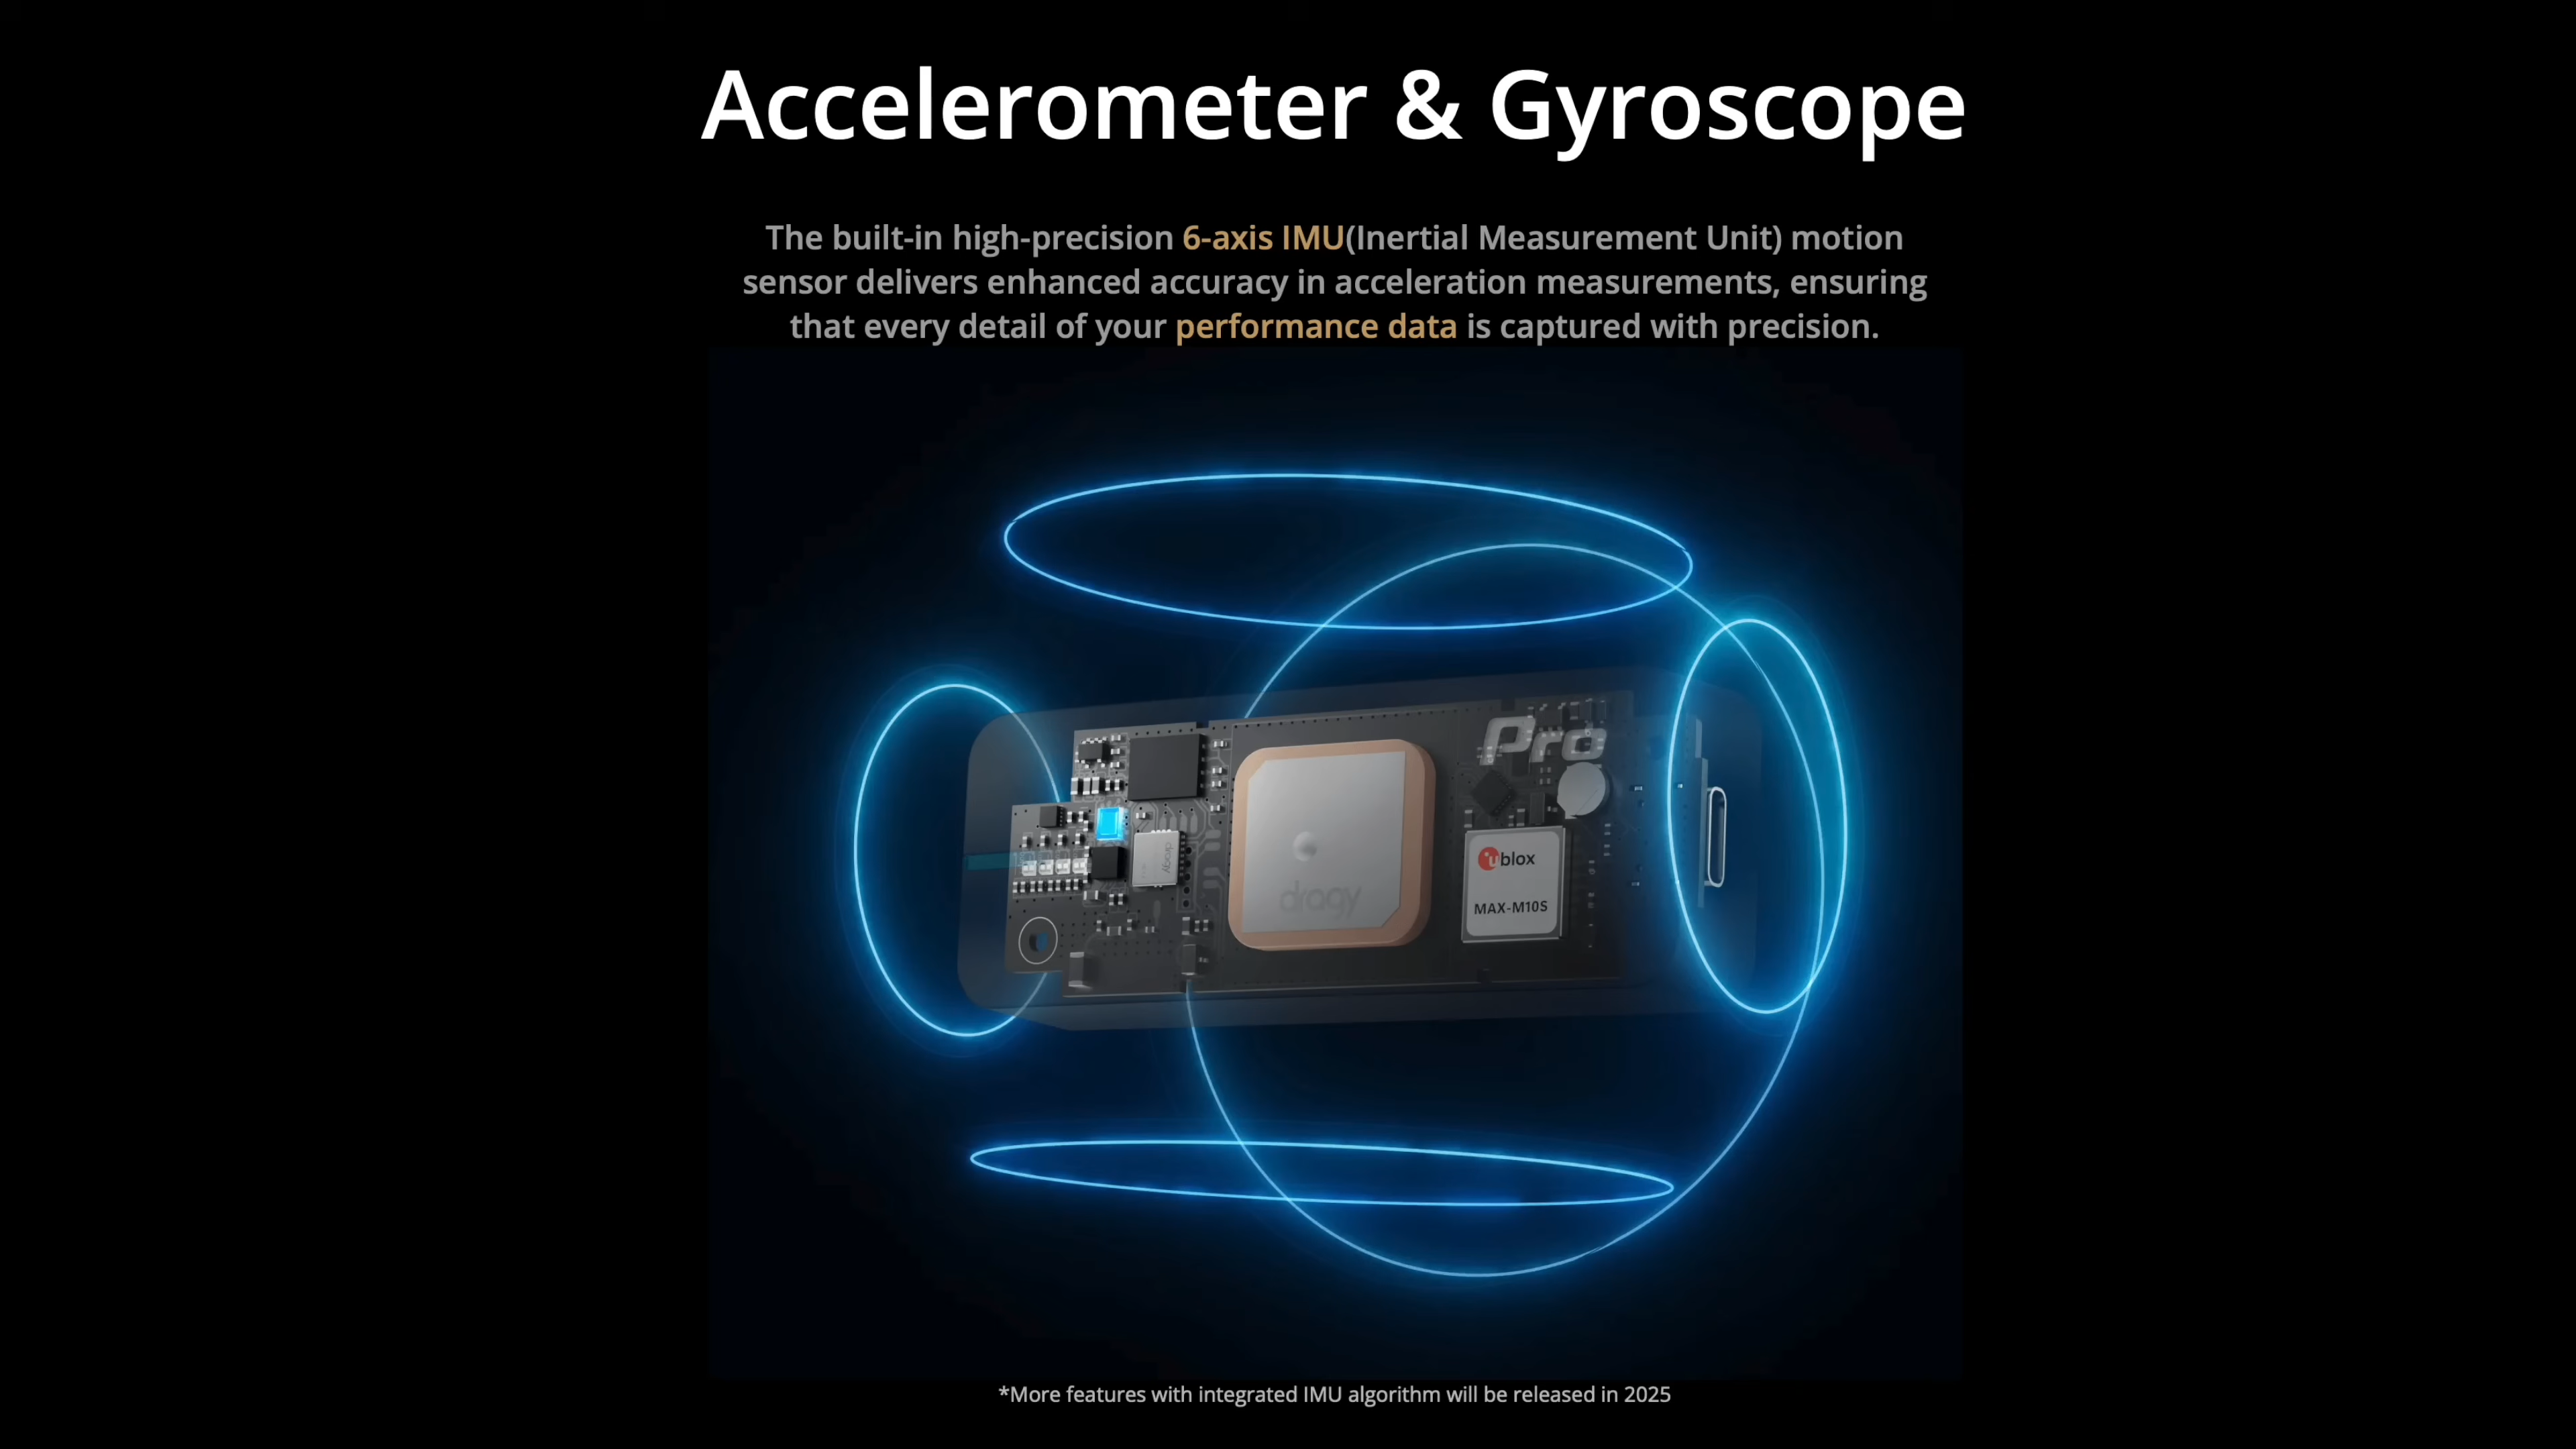 Accelerometer & Gyroscope
The built-in high-precision 6-axis IMU(Inertial Measurement Unit) motion
sensor delivers enhanced accuracy in acceleration measurements, ensuring
that every detail of your performance data is captured with precision.
Pro
dragy
ublox
dragy
MAX-M10S
*More features with integrated IMU algorithm will be released in 2025